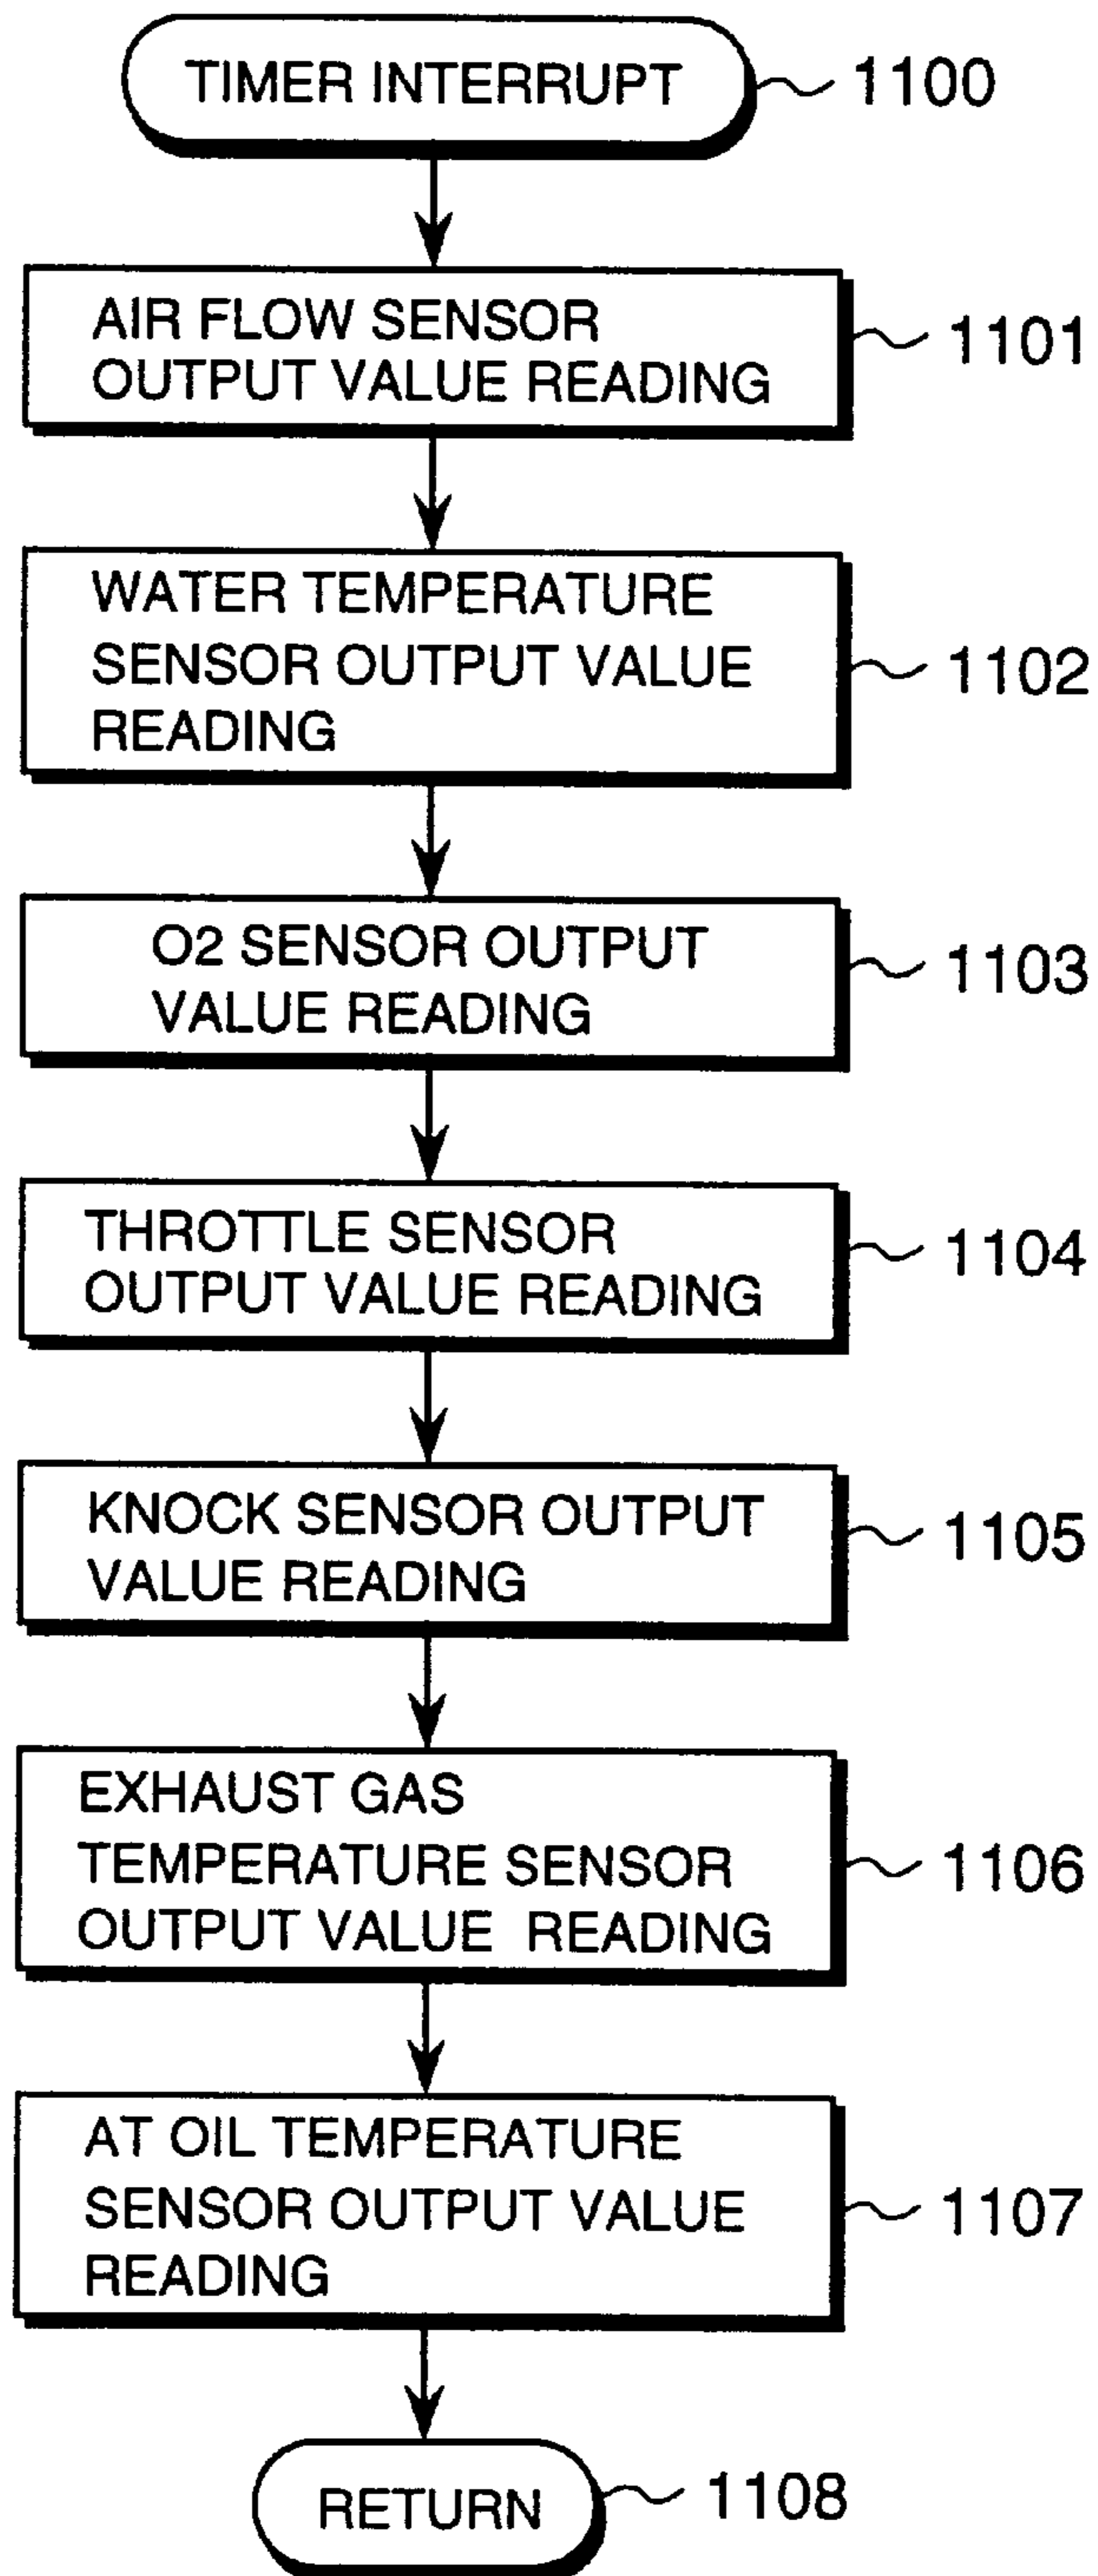 TIMER INTERRUPT
1100
AIR FLOW SENSOR
OUTPUT VALUE READING
1101
WATER TEMPERATURE
SENSOR OUTPUT VALUE
READING
1102
O2 SENSOR OUTPUT
VALUE READING
1103
THROTTLE SENSOR
OUTPUT VALUE READING
1104
KNOCK SENSOR OUTPUT
VALUE READING
1105
EXHAUST GAS
TEMPERATURE SENSOR
OUTPUT VALUE READING
1106
AT OIL TEMPERATURE
SENSOR OUTPUT VALUE
READING
1107
RETURN
1108